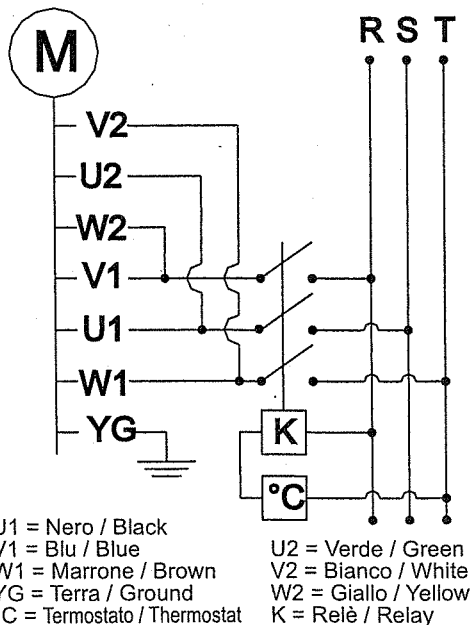 M
R S T
V2
U2
W2
V1
U1
W1
YG
K
°C
U1 = Nero / Black
V1 = Blu / Blue
W1 = Marrone / Brown
YG = Terra / Ground
°C = Termostato / Thermostat
U2 = Verde / Green
V2 = Bianco / White
W2 = Giallo / Yellow
K = Relè / Relay